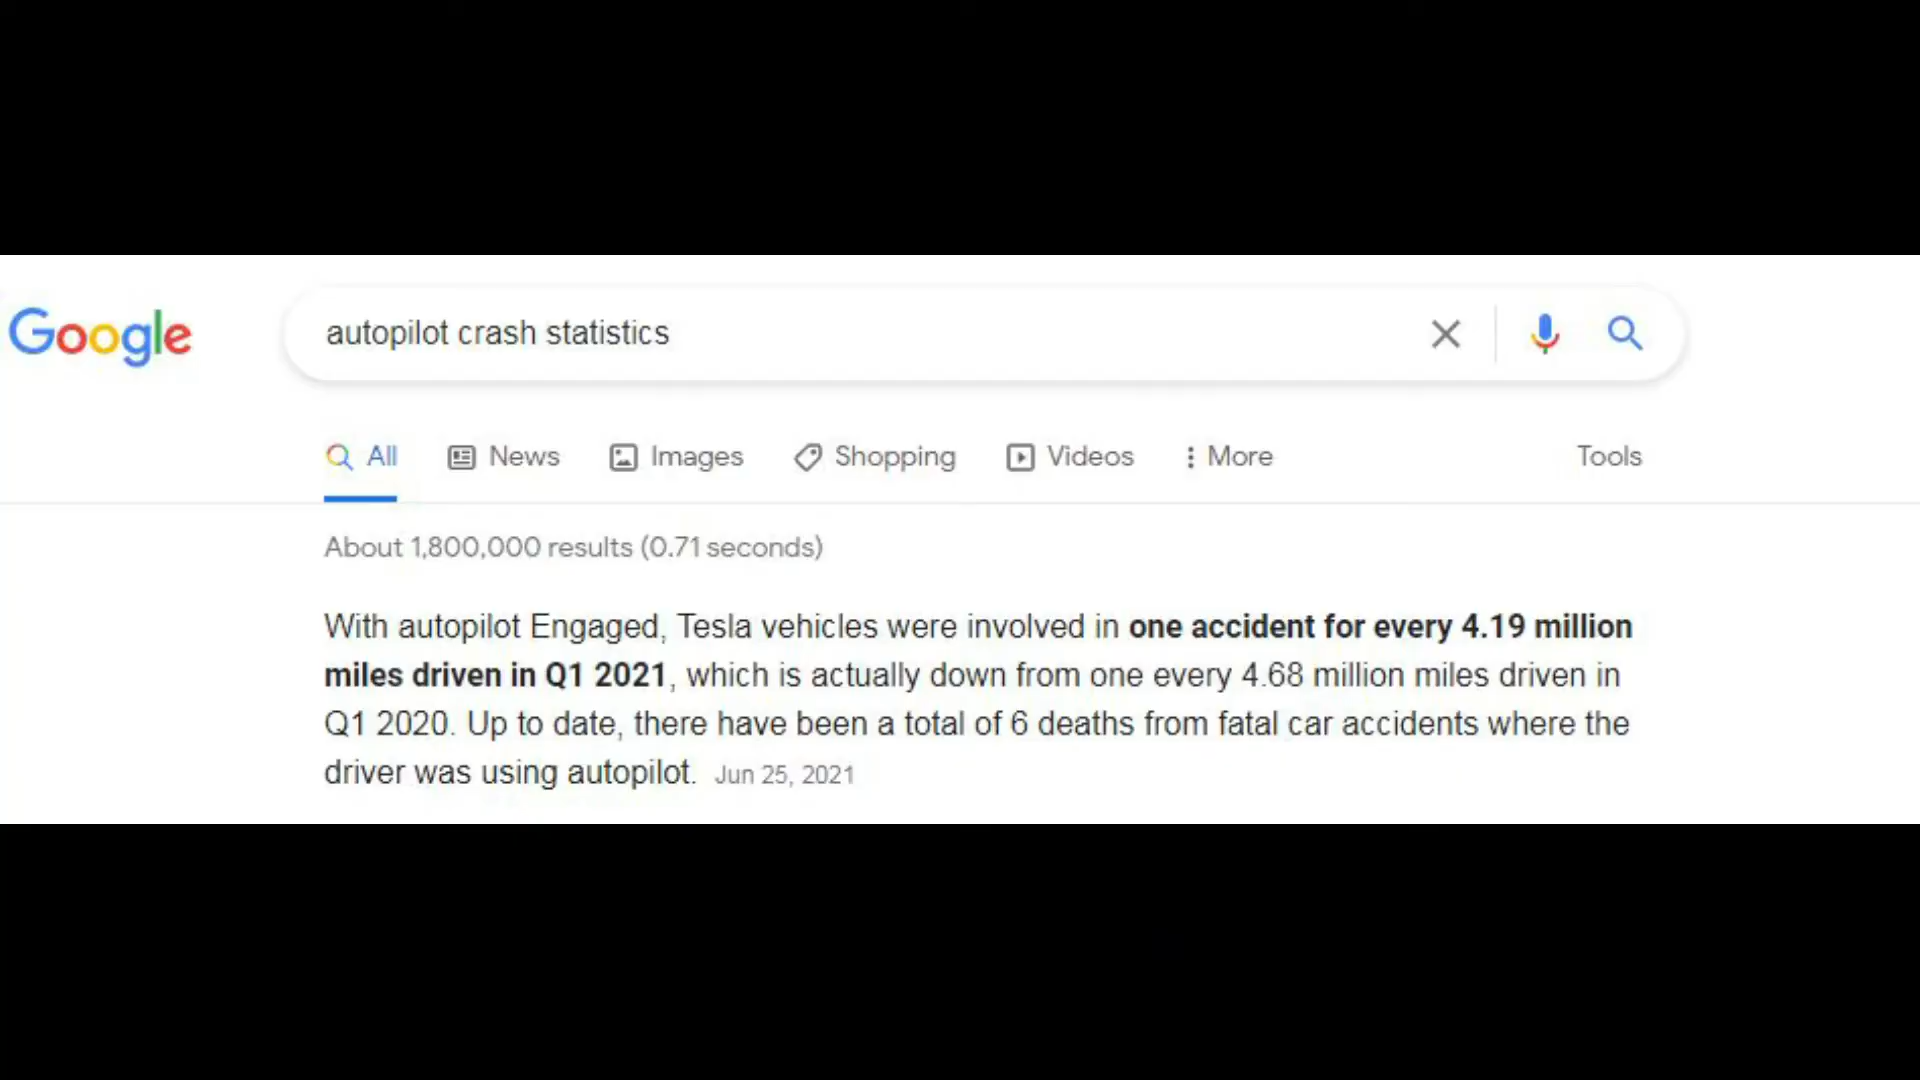 Google
autopilot crash statistics
All
News
Images
Shopping
Videos
More
Tools
About 1,800,000 results (0.71 seconds)
With autopilot Engaged, Tesla vehicles were involved in one accident for every 4.19 million
miles driven in Q1 2021, which is actually down from one every 4.68 million miles driven in
Q1 2020. Up to date, there have been a total of 6 deaths from fatal car accidents where the
driver was using autopilot. Jun 25, 2021